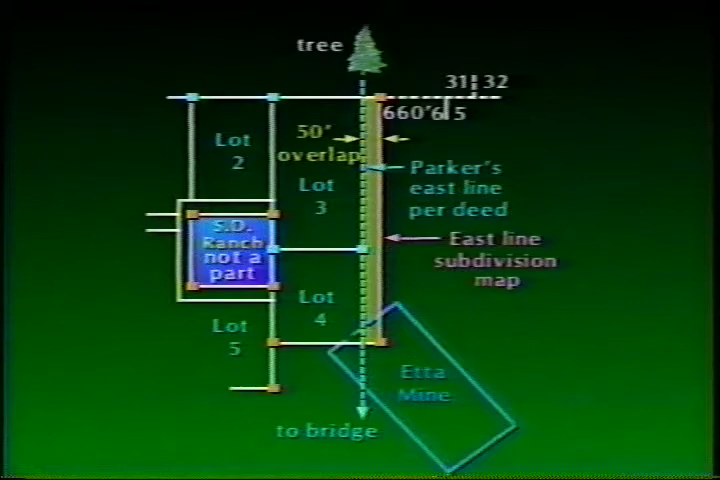 tree
31 32
660' 6 5
50'
overlap
Lot
2
Lot
3
Parker's
east line
per deed
S.D.
Ranch
not a
part
East line
subdivision
map
Lot
4
Lot
5
Etta
Mine
to bridge